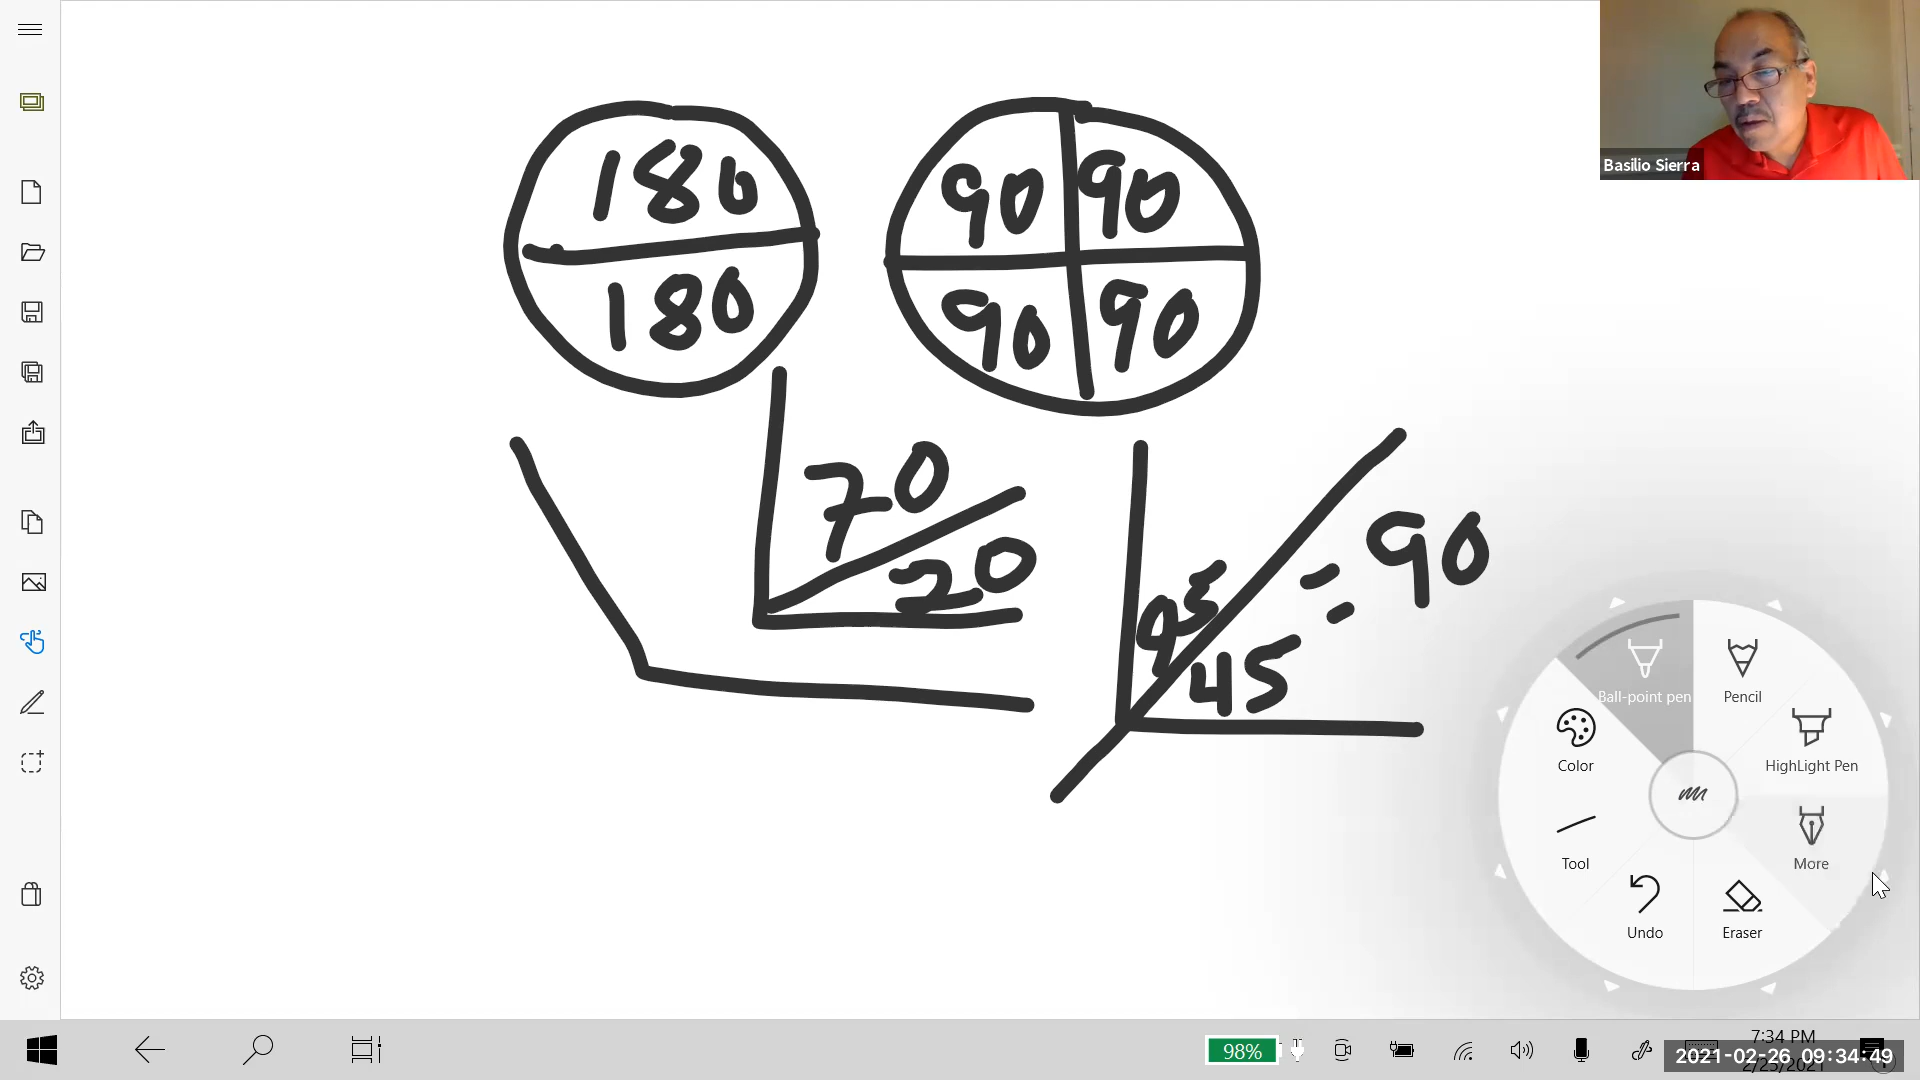 Basilio Sierra
180
180
90 90
90 90
70
20
45
45
= 90
Ball-point pen
Pencil
Color
HighLight Pen
Tool
More
Undo
Eraser
98%
7:34 PM
2021-02-26 09:34:49